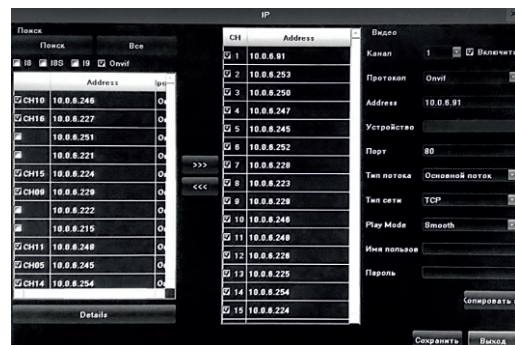 IP
Поиск
Поиск Все
I8 I8S I9 Onvif
Address
CH10 10.0.6.246
CH16 10.0.6.227
10.0.6.251
10.0.6.221
CH15 10.0.6.224
CH09 10.0.6.229
10.0.6.222
10.0.6.215
CH11 10.0.6.248
CH05 10.0.6.245
CH14 10.0.6.254
Details
>>>
<<<
CH Address
1 10.0.6.91
2 10.0.6.253
3 10.0.6.250
4 10.0.6.247
5 10.0.6.245
6 10.0.6.252
7 10.0.6.228
8 10.0.6.223
9 10.0.6.229
10 10.0.6.246
11 10.0.6.248
12 10.0.6.226
13 10.0.6.225
14 10.0.6.254
15 10.0.6.224
Видео
Канал 1 Включить
Протокол Onvif
Address 10.0.6.91
Устройство
Порт 80
Тип потока Основной поток
Тип сети TCP
Play Mode Smooth
Имя пользов
Пароль
Копировать
Сохранить Выход